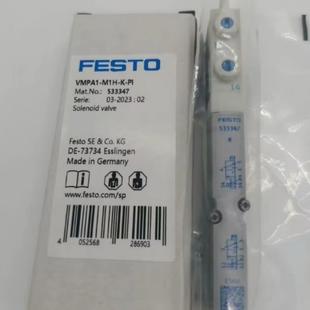 FESTO
VMPA1-M1H-K-PI
Mat.No.: 533347
Serie: 03-2023 : 02
Solenoid valve
Festo SE & Co. KG
DE-73734 Esslingen
Made in Germany
www.festo.com/sp
4 052568 286903
14
533347
K